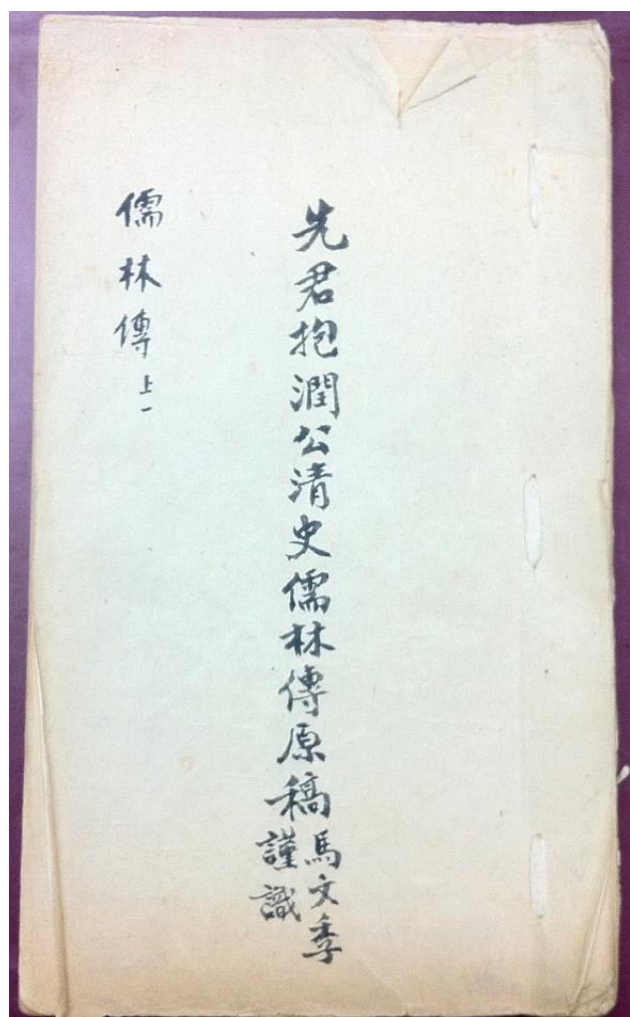 先君抱潤公清史儒林傳原稿
馬文季
謹識
儒林傳上一